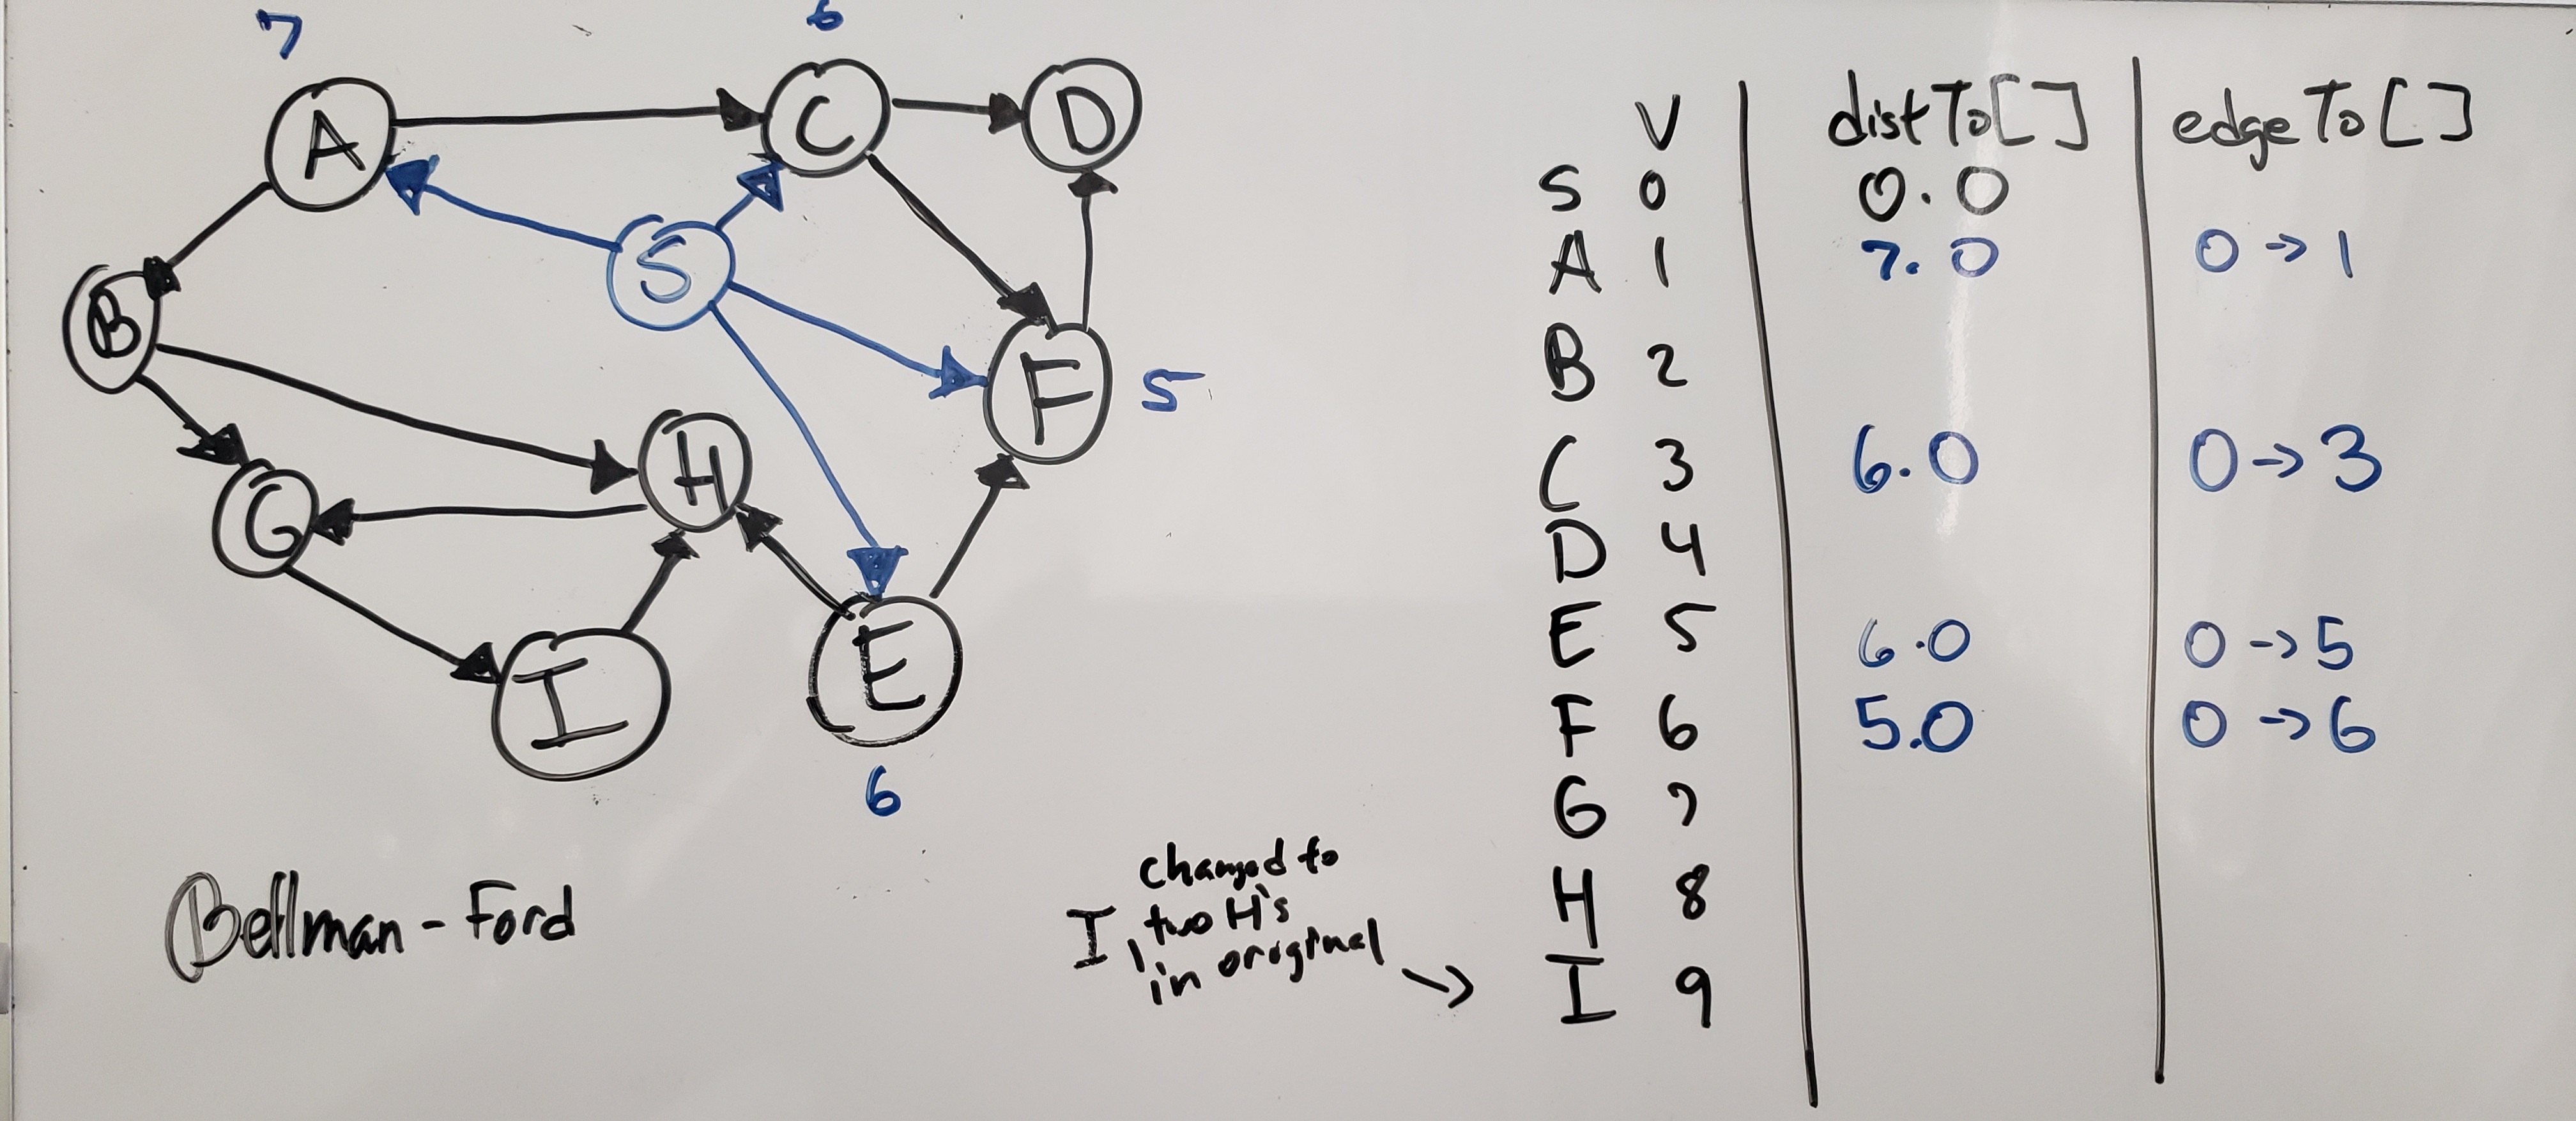 7
6
A
C
D
S
B
F
5
H
G
I
E
6
Bellman-Ford
changed to
I, two H's
in original →
V distTo[] edgeTo[]
S 0 0.0
A 1 7.0 0→1
B 2
C 3 6.0 0→3
D 4
E 5 6.0 0→5
F 6 5.0 0→6
G 7
H 8
I 9